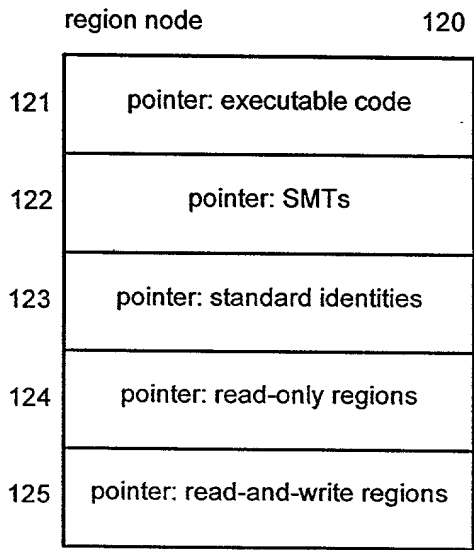 region node 120
121 pointer: executable code
122 pointer: SMTs
123 pointer: standard identities
124 pointer: read-only regions
125 pointer: read-and-write regions